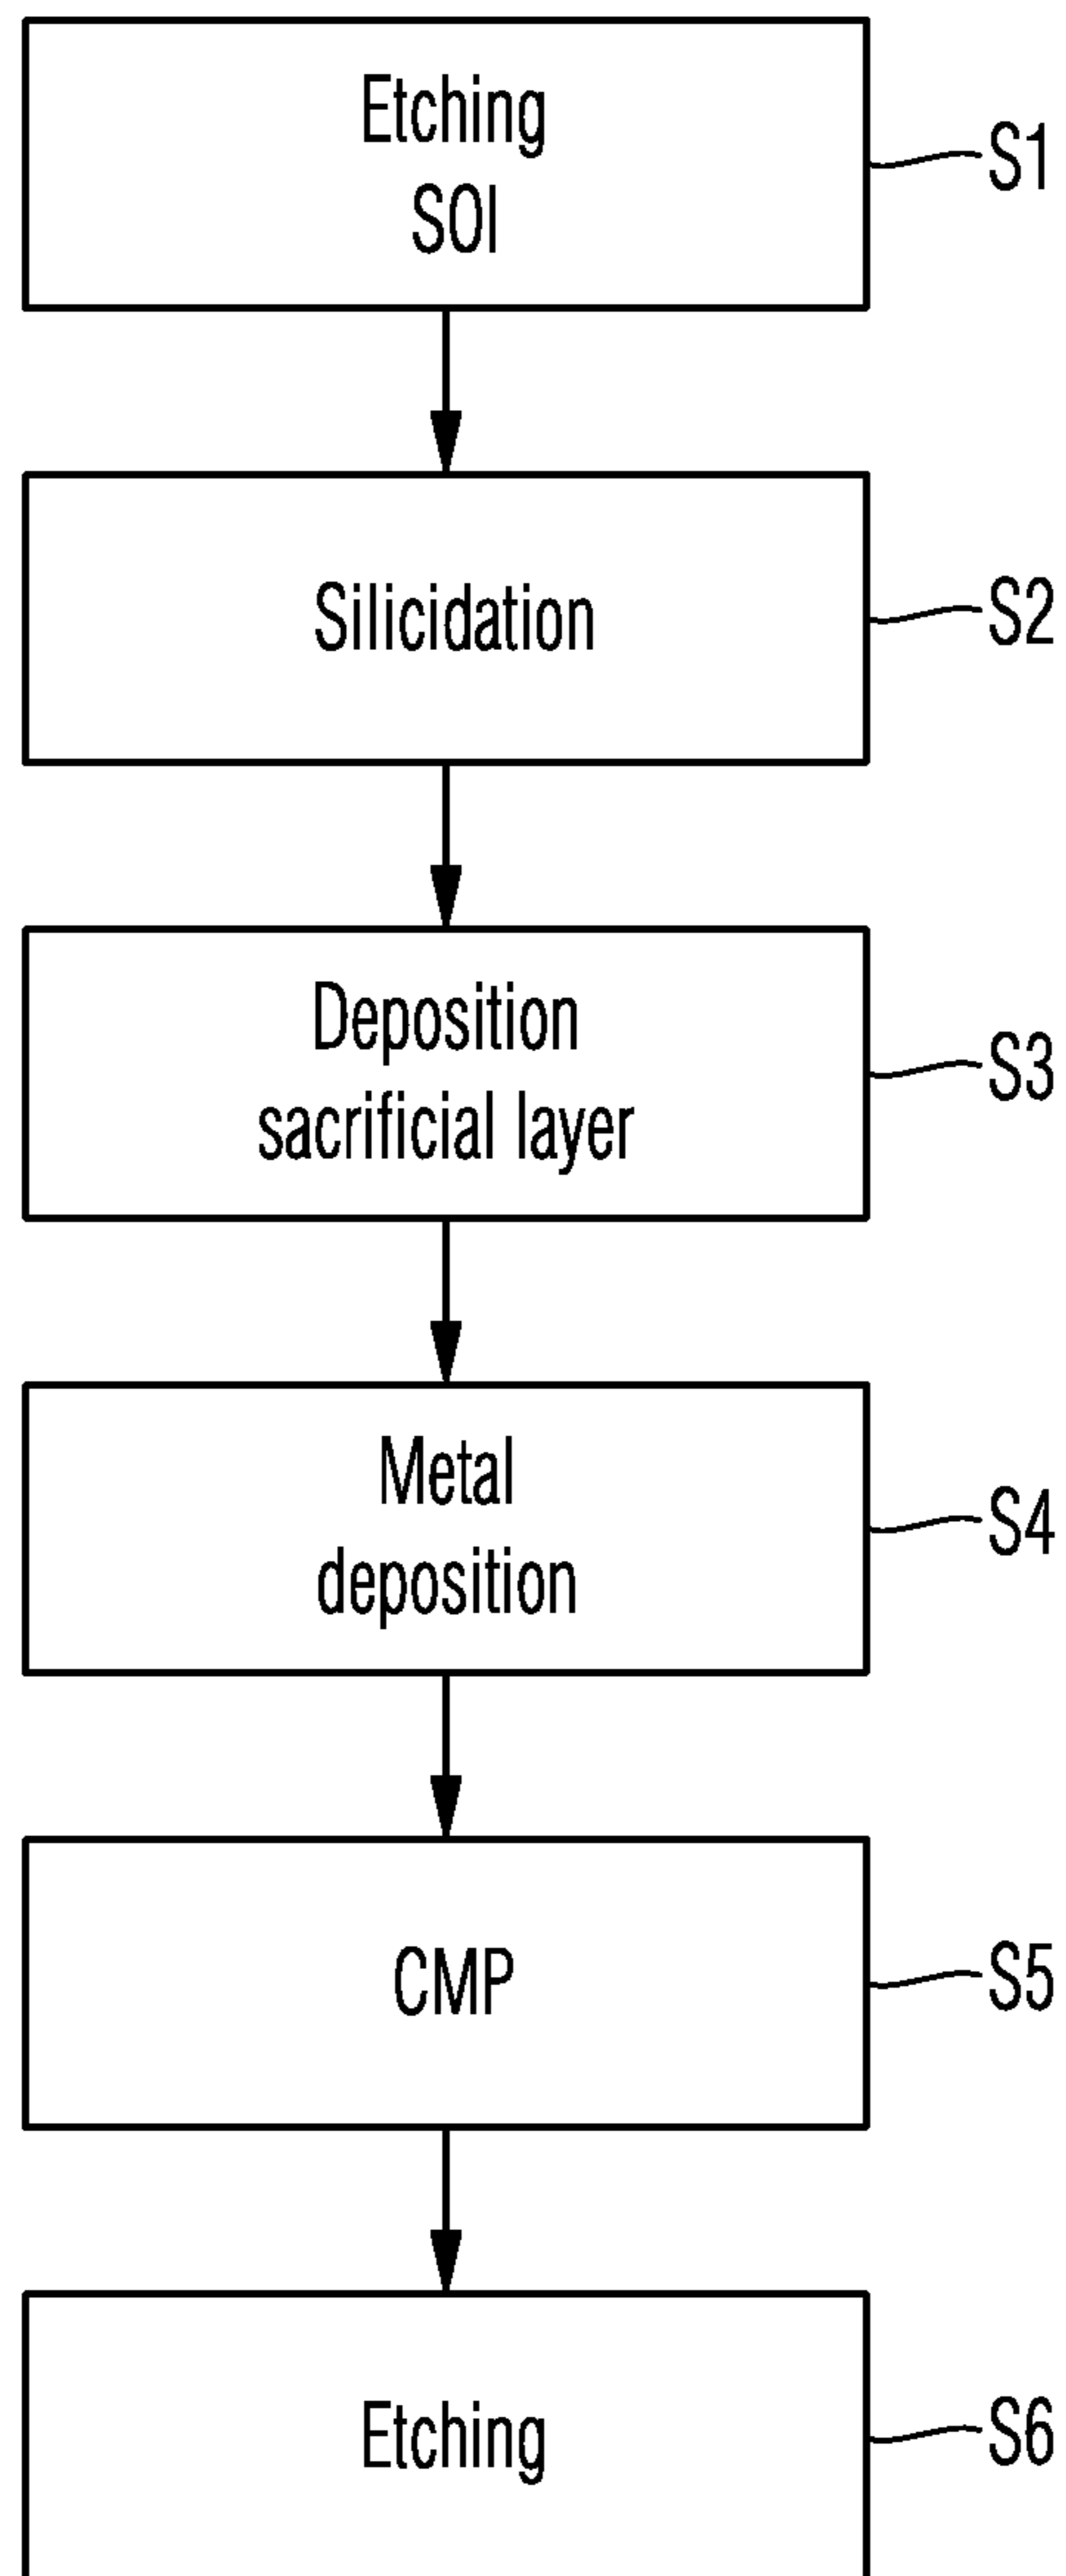 Etching
SOI
S1
Silicidation
S2
Deposition
sacrificial layer
S3
Metal
deposition
S4
CMP
S5
Etching
S6